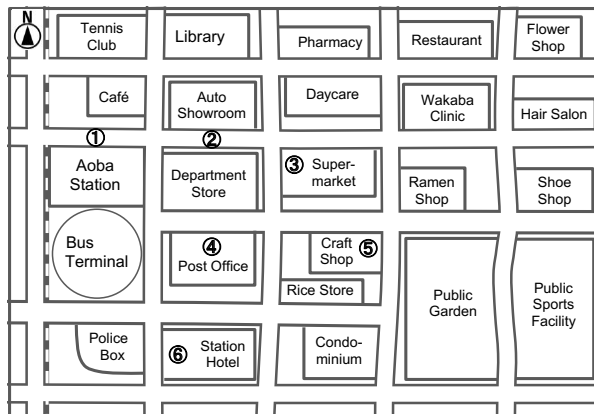 N
Tennis
Club
Library
Pharmacy
Restaurant
Flower
Shop
Café
Auto
Showroom
Daycare
Wakaba
Clinic
Hair Salon
①
②
Aoba
Station
Department
Store
③ Super-
market
Ramen
Shop
Shoe
Shop
Bus
Terminal
④
Post Office
Craft
Shop
⑤
Rice Store
Public
Garden
Public
Sports
Facility
Police
Box
⑥ Station
Hotel
Condo-
minium